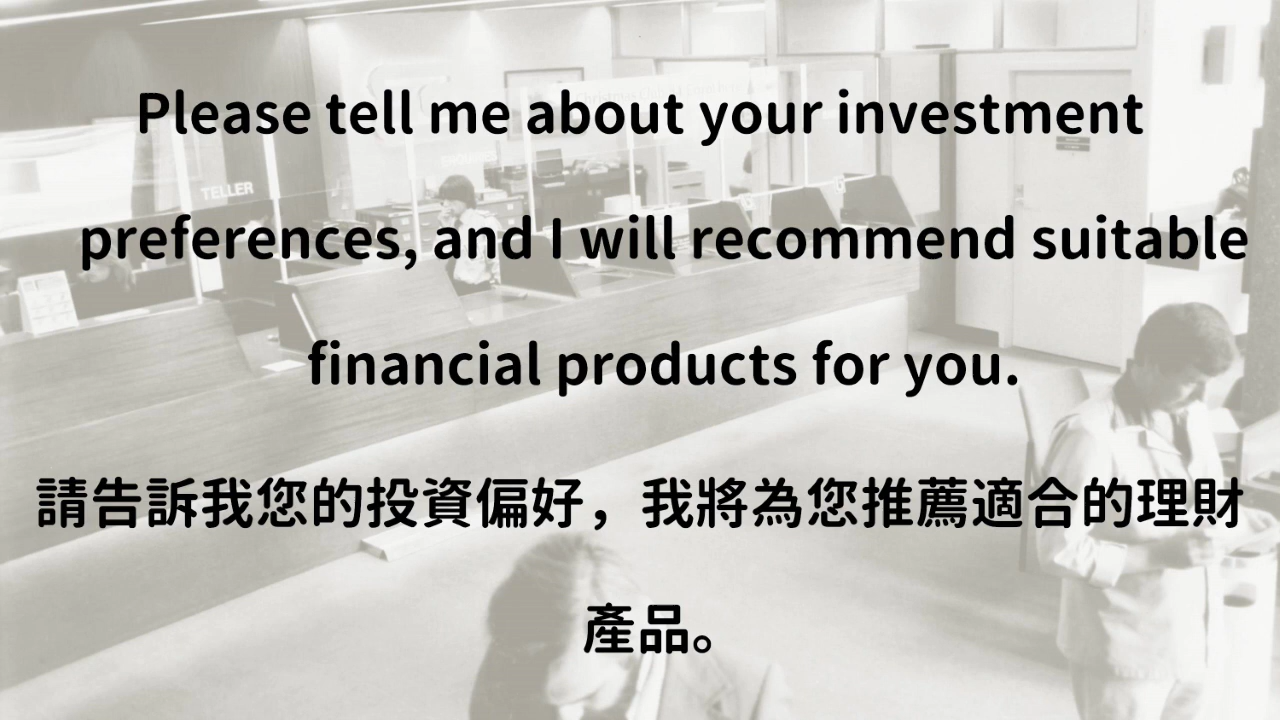 Please tell me about your investment
preferences, and I will recommend suitable
financial products for you.
請告訴我您的投資偏好，我將為您推薦適合的理財
產品。
TELLER